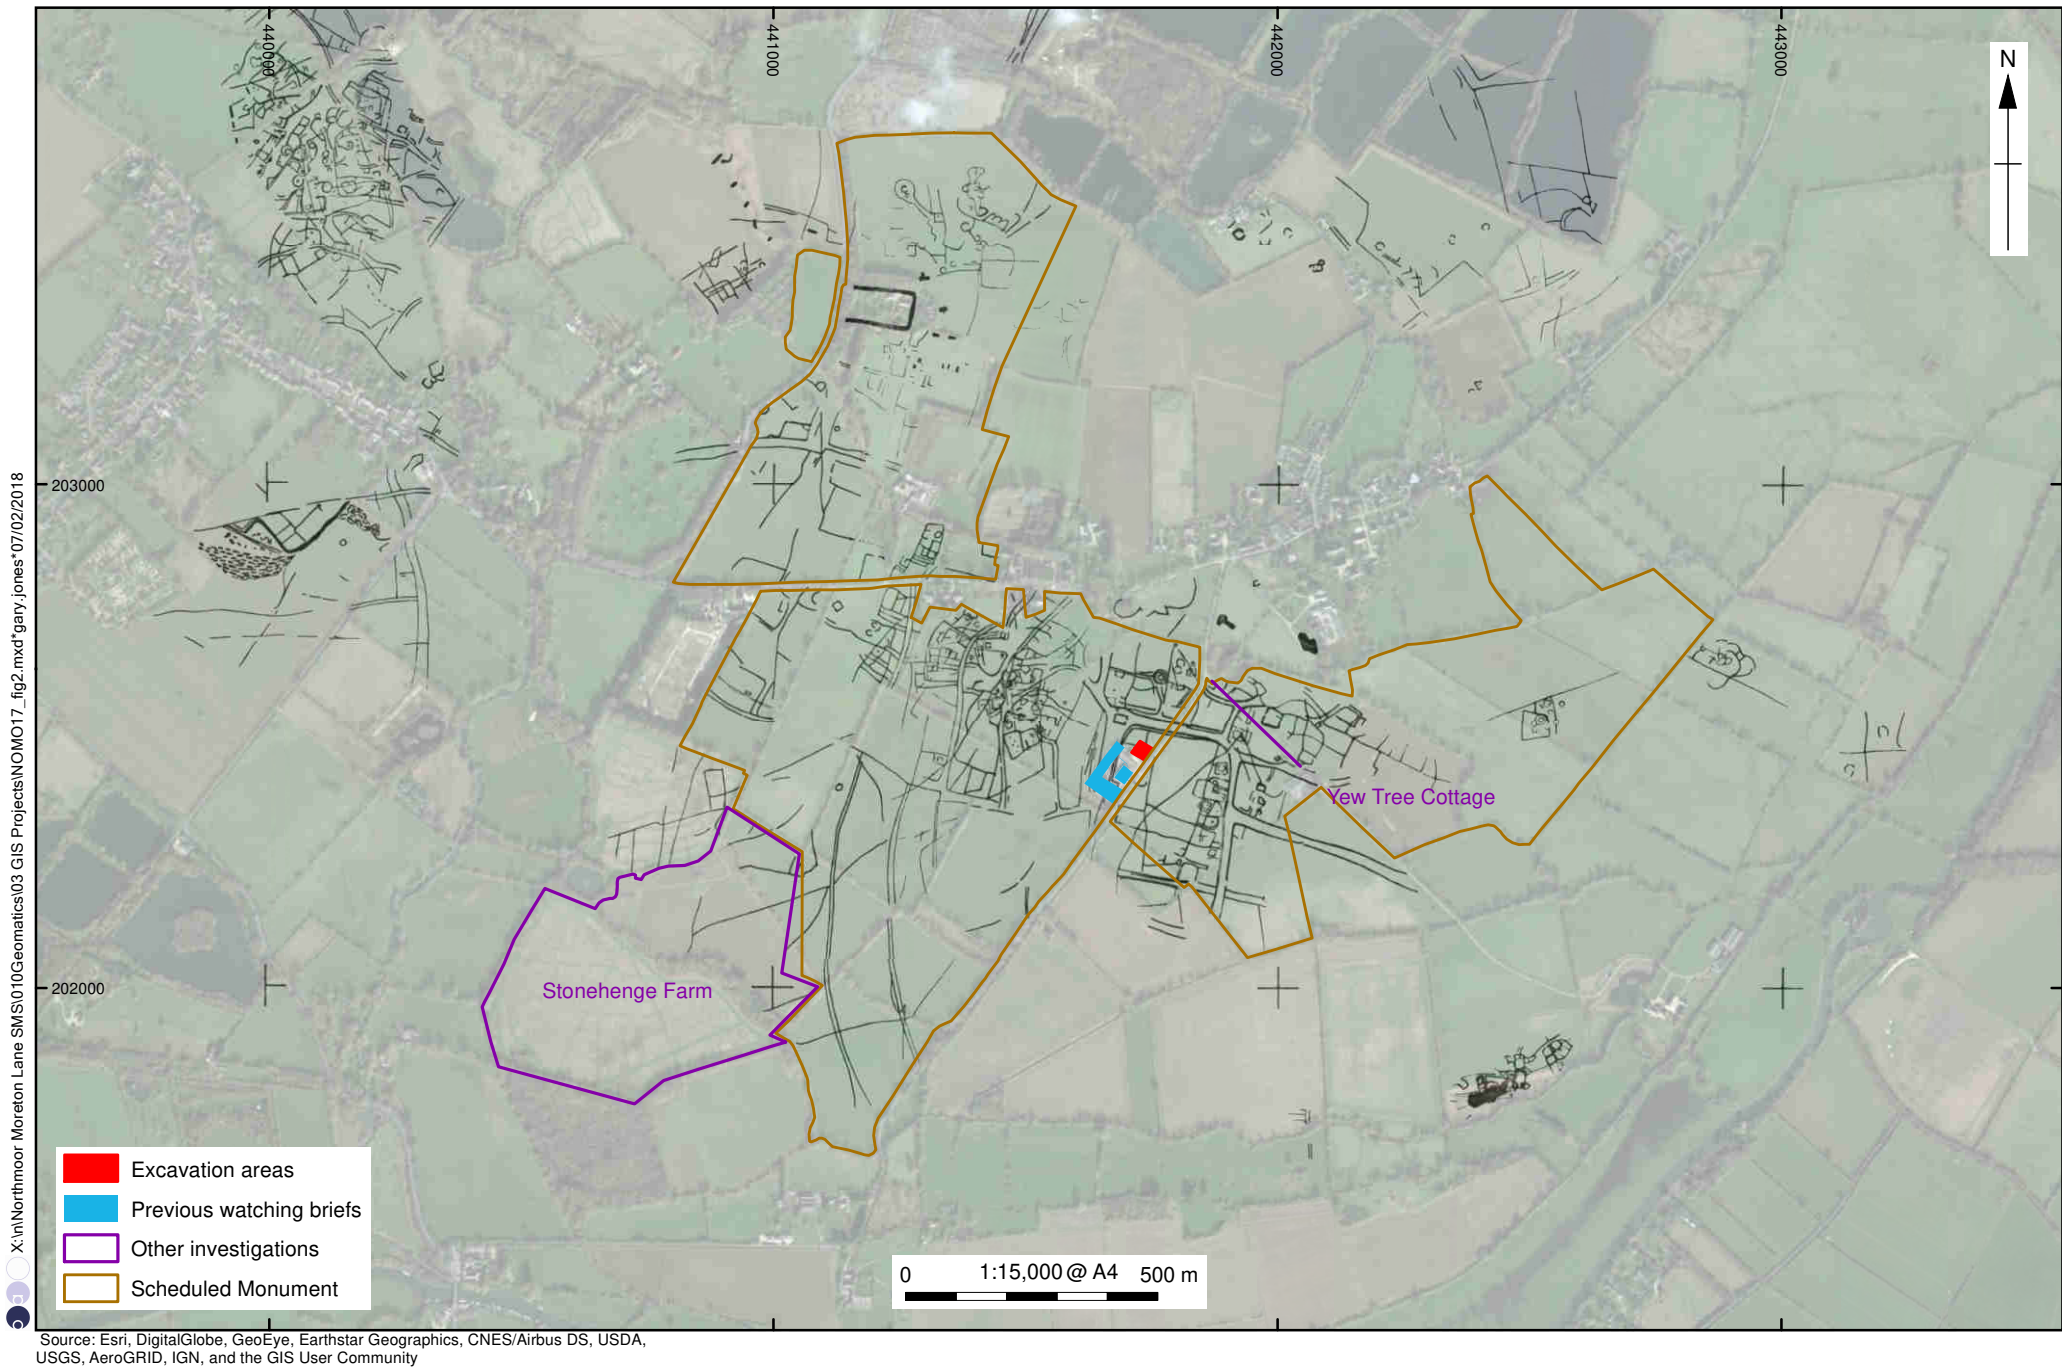 440000
441000
442000
443000
N
203000
202000
Stonehenge Farm
Yew Tree Cottage
Excavation areas
Previous watching briefs
Other investigations
Scheduled Monument
0 1:15,000 @ A4 500 m
X:\n\Northmoor Moreton Lane SMS\010Geomatics\03 GIS Projects\NOMO17_fig2.mxd*gary.jones*07/02/2018
Source: Esri, DigitalGlobe, GeoEye, Earthstar Geographics, CNES/Airbus DS, USDA,
USGS, AeroGRID, IGN, and the GIS User Community